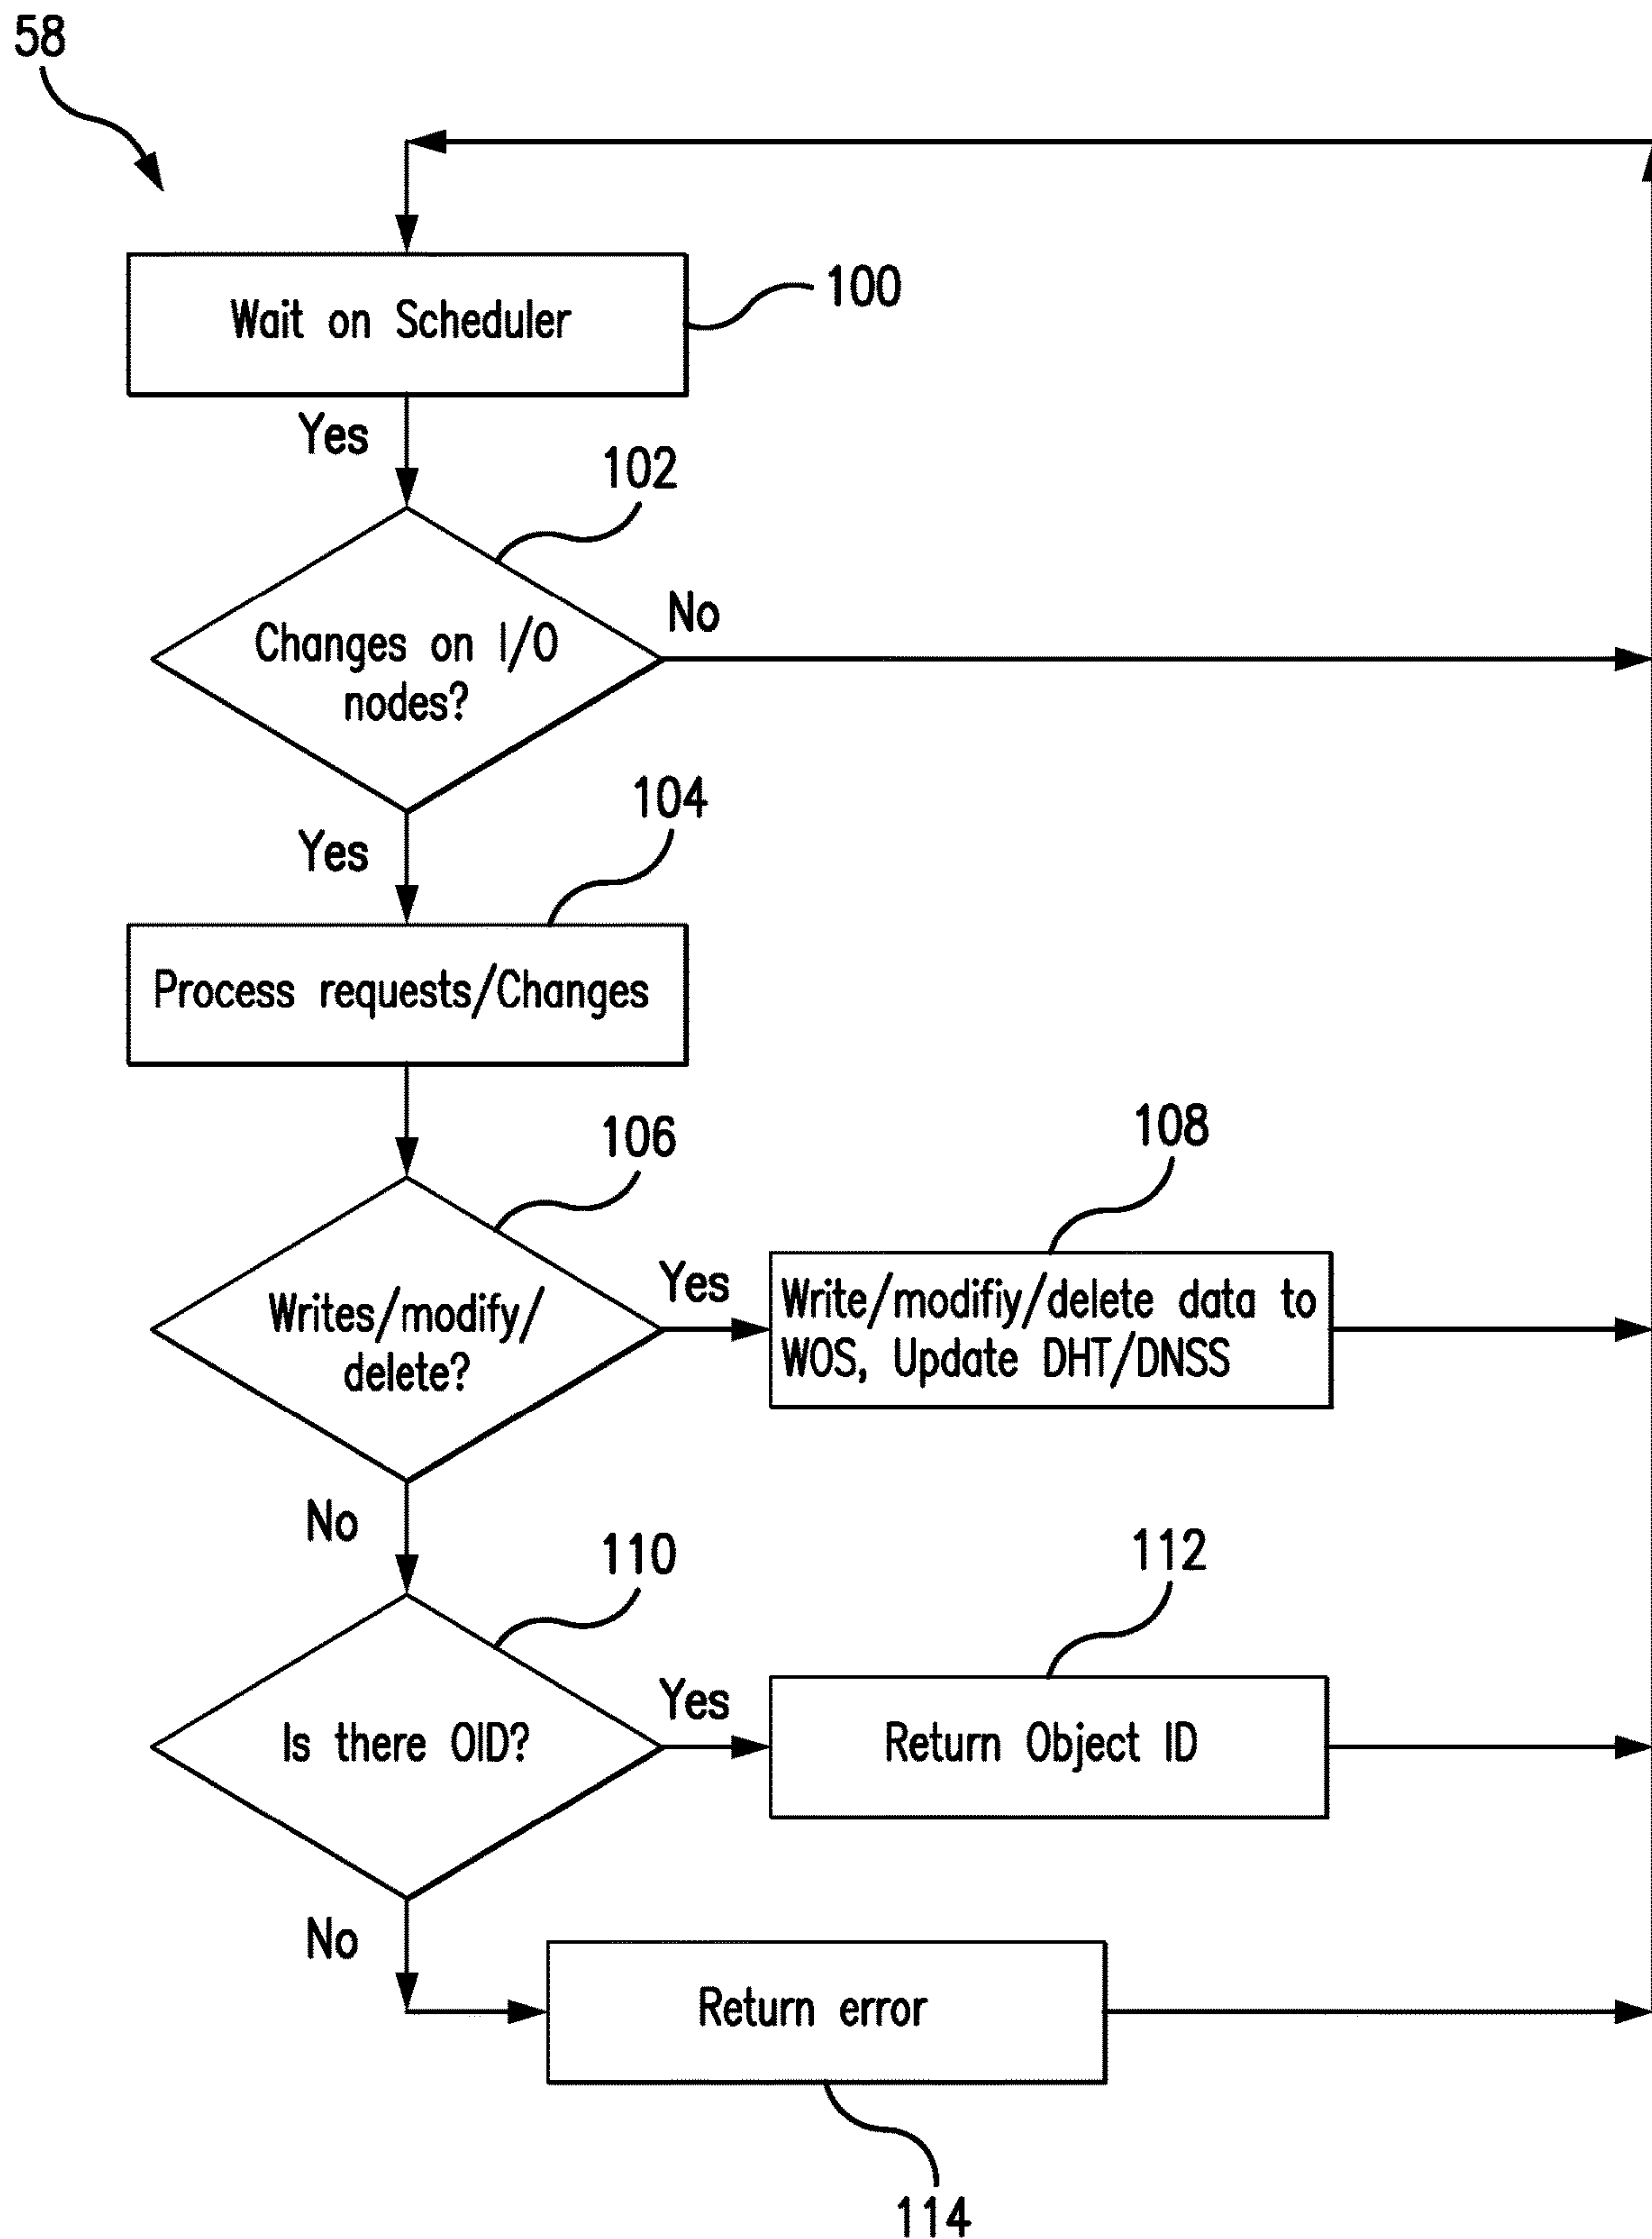 58
Wait on Scheduler
100
Yes
102
Changes on I/O
nodes?
No
Yes
104
Process requests/Changes
106
Writes/modify/
delete?
Yes
108
Write/modifiy/delete data to
WOS, Update DHT/DNSS
No
110
Is there OID?
Yes
112
Return Object ID
No
Return error
114